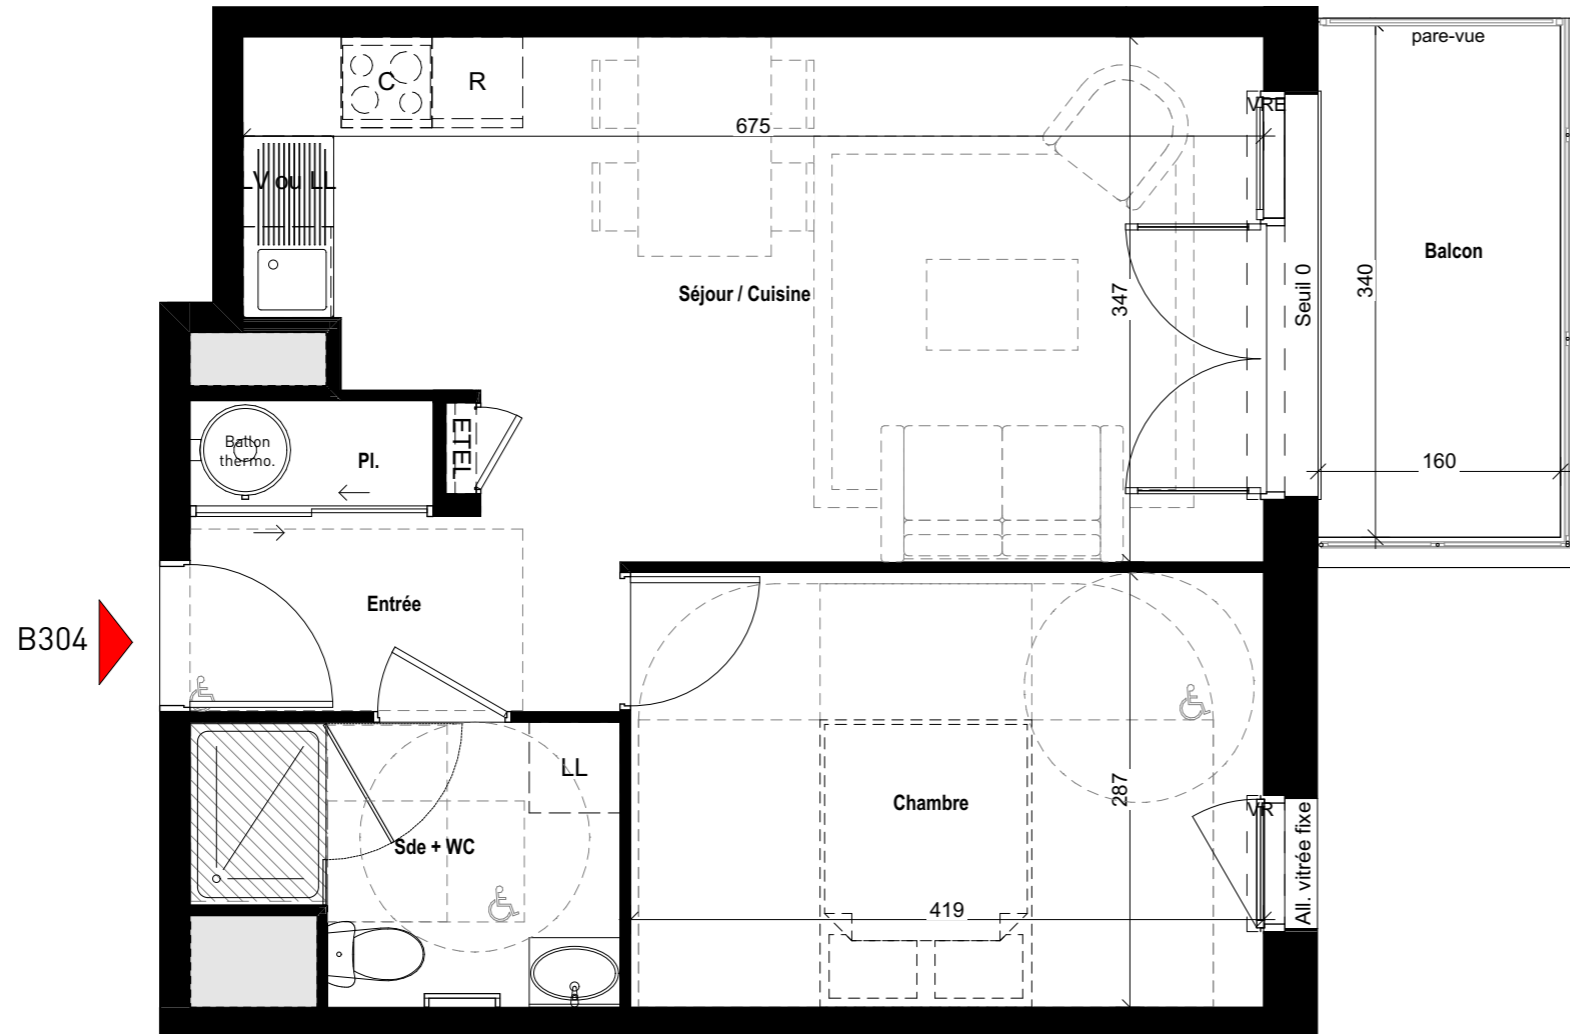 pare-vue
C
R
VRE
675
LV ou LL
Balcon
Séjour / Cuisine
347
Seuil 0
340
ETEL
Ballon
thermo.
Pl.
160
Entrée
B304
LL
287
Chambre
VR
All. vitrée fixe
Sde + WC
419